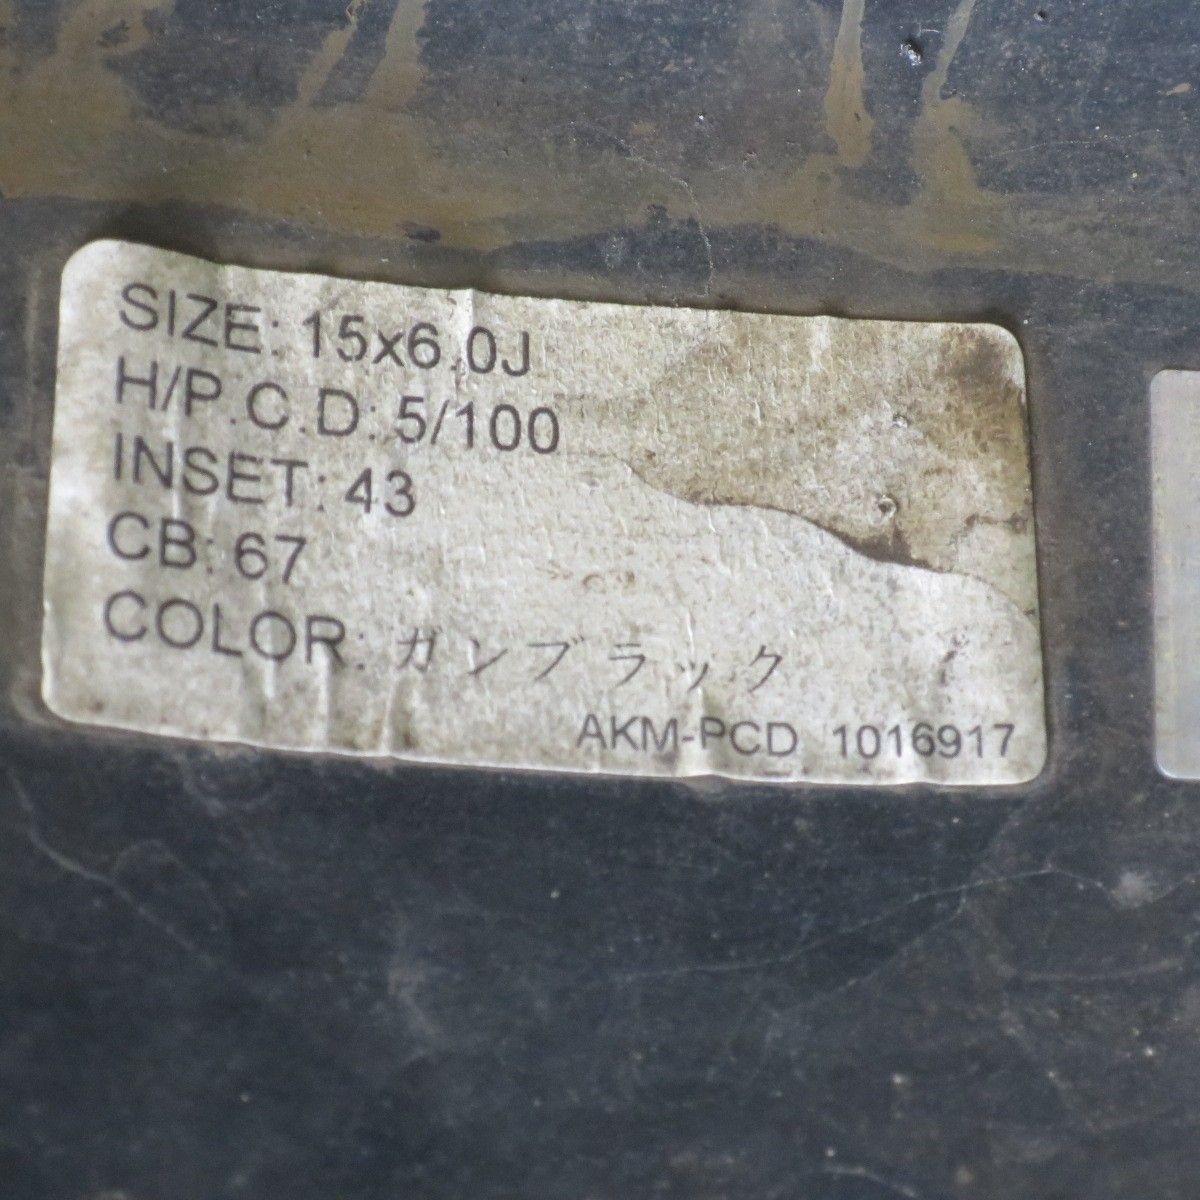 SIZE: 15x6.0J
H/P.C.D: 5/100
INSET: 43
CB: 67
COLOR: ガンブラック
AKM-PCD 1016917